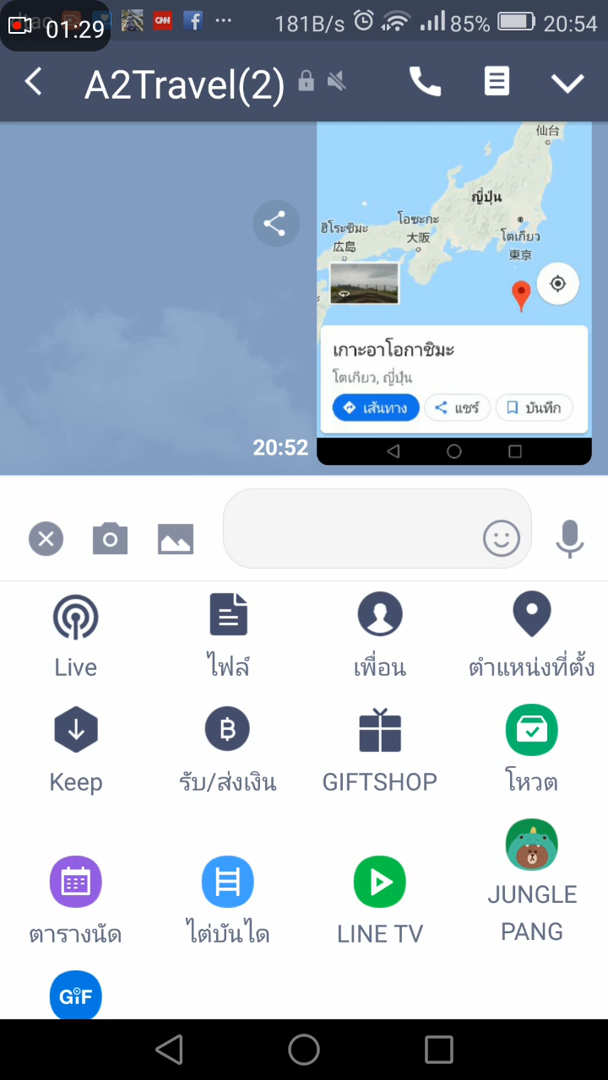 01:29
CNN
181B/s
85%
20:54
A2Travel(2)
仙台
ญี่ปุ่น
ฮิโระชิมะ
広島
โอซะกะ
大阪
โตเกียว
東京
เกาะอาโอกาชิมะ
โตเกียว, ญี่ปุ่น
เส้นทาง
แชร์
บันทึก
20:52
Live
ไฟล์
เพื่อน
ตำแหน่งที่ตั้ง
Keep
รับ/ส่งเงิน
GIFTSHOP
โหวต
ตารางนัด
ไต่บันได
LINE TV
JUNGLE
PANG
GIF